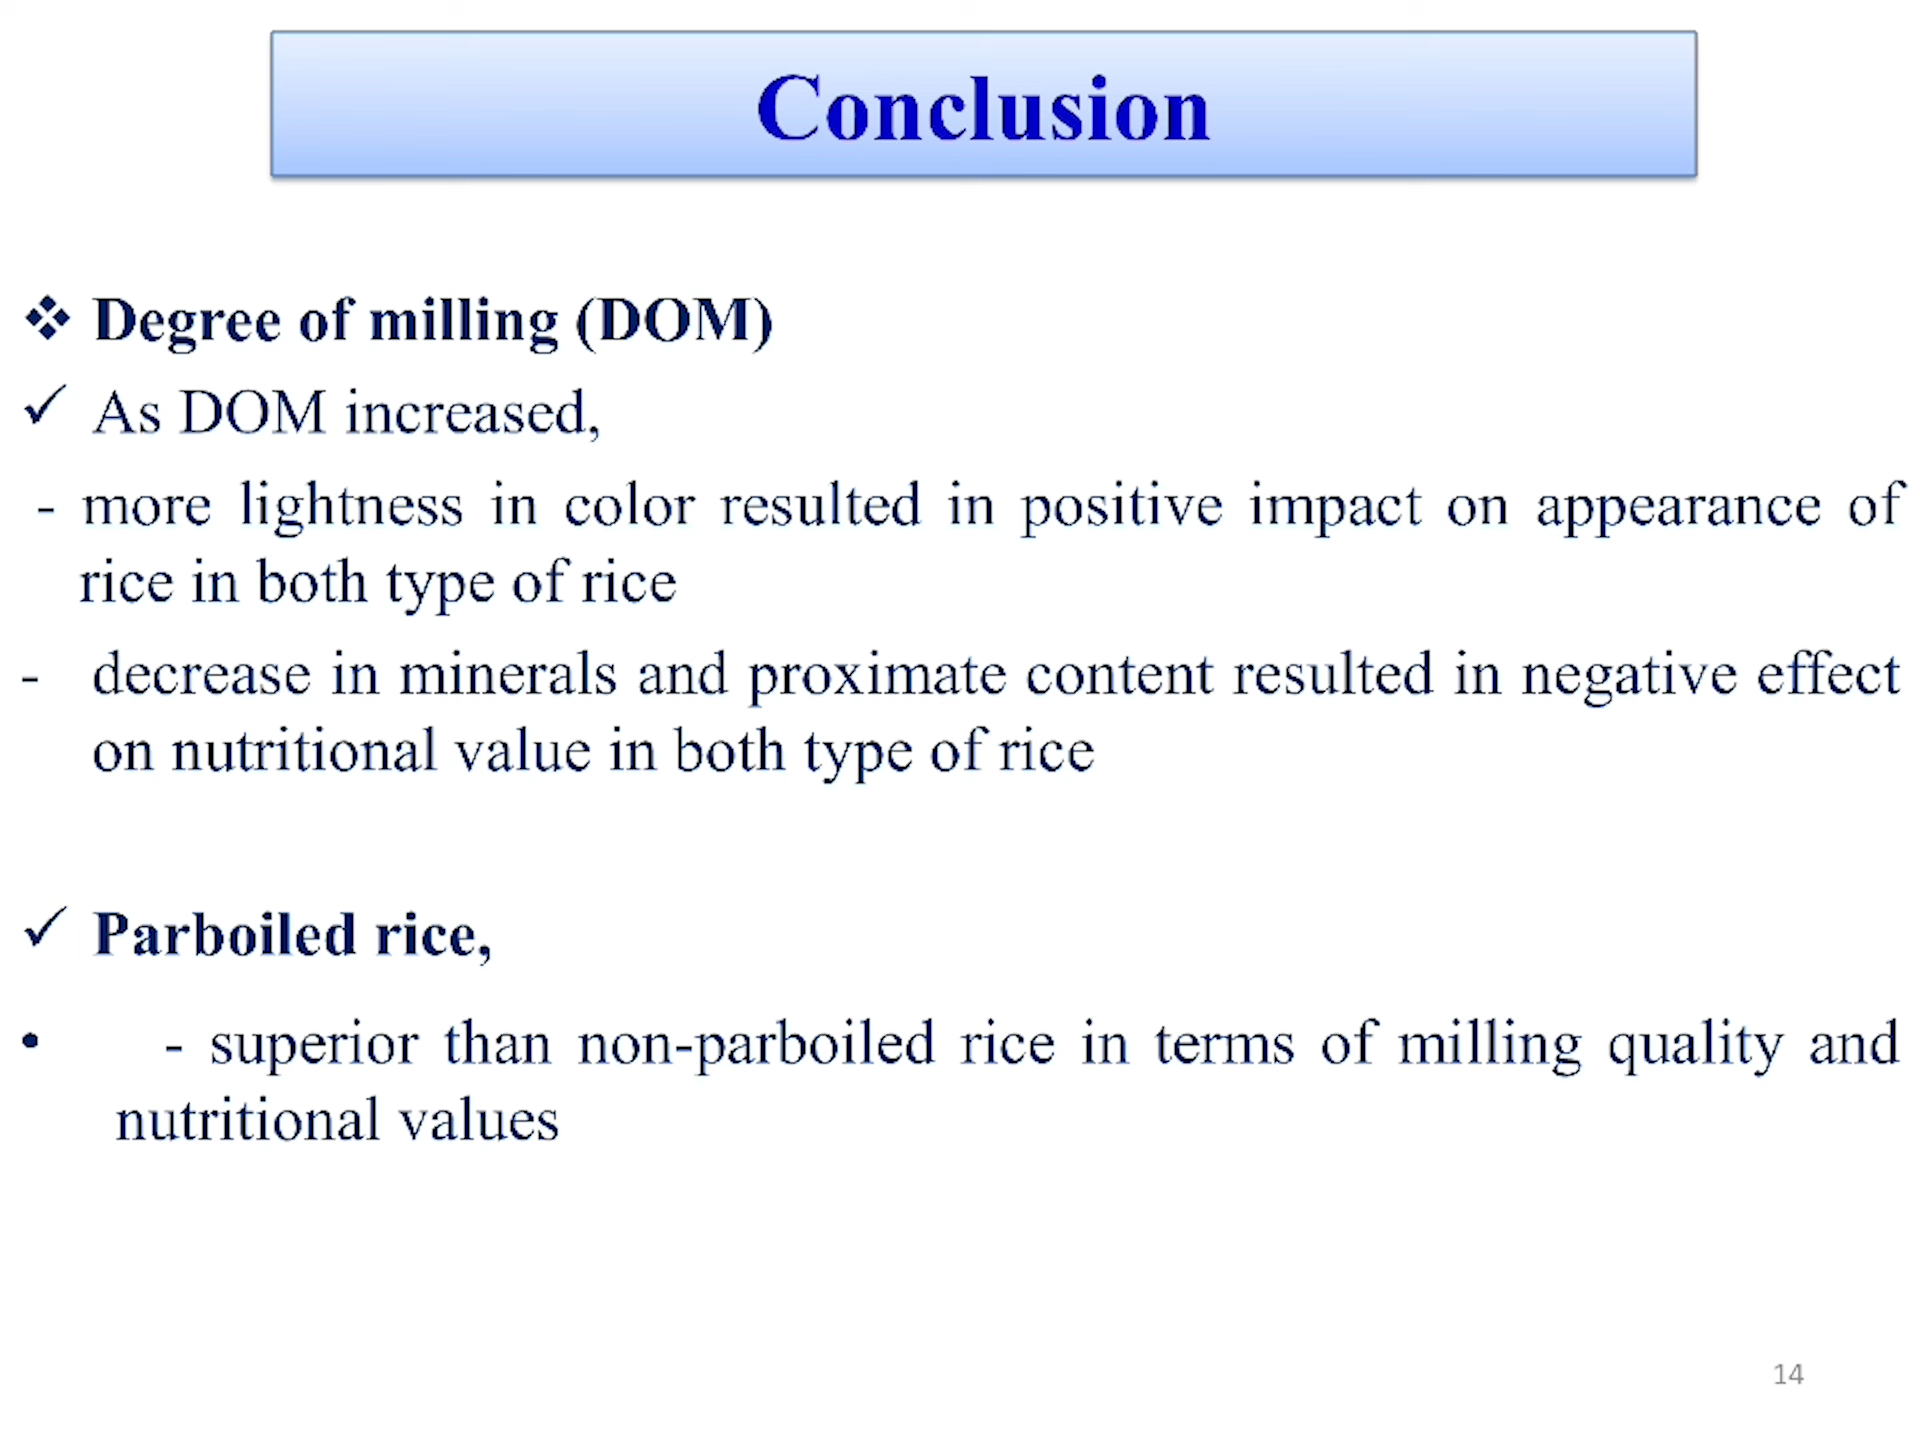 Conclusion
❖ Degree of milling (DOM)
✓ As DOM increased,
- more lightness in color resulted in positive impact on appearance of
rice in both type of rice
- decrease in minerals and proximate content resulted in negative effect
on nutritional value in both type of rice
✓ Parboiled rice,
• - superior than non-parboiled rice in terms of milling quality and
nutritional values
14